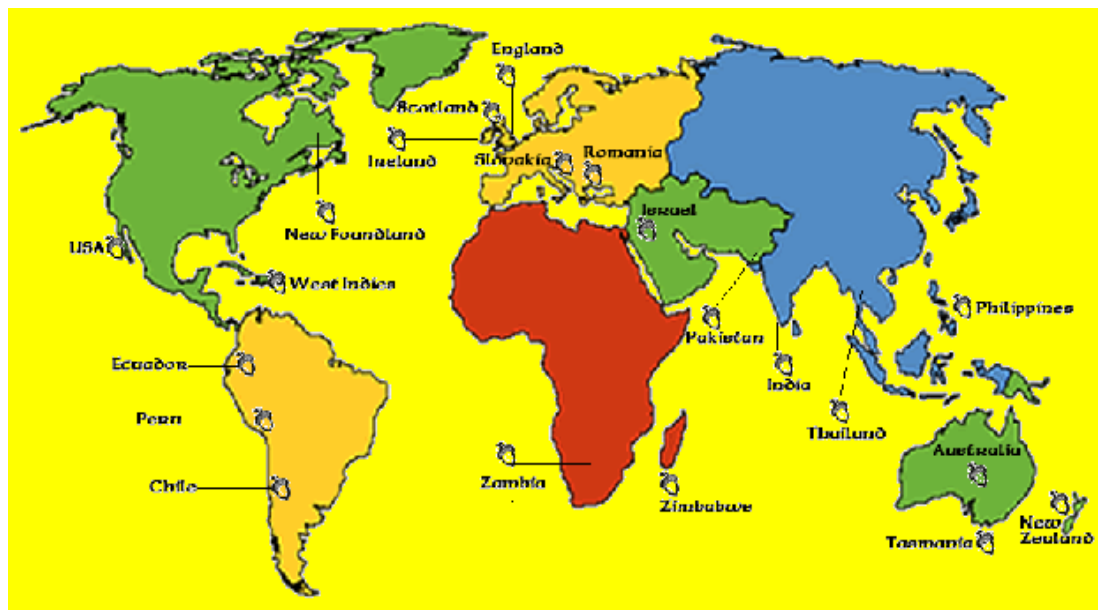 England
Scotland
Ireland
Slovakia
Romania
Israel
New Foundland
USA
West Indies
Philippines
Pakistan
Ecuador
India
Peru
Thailand
Australia
Chile
Zambia
Zimbabwe
New
Zealand
Tasmania